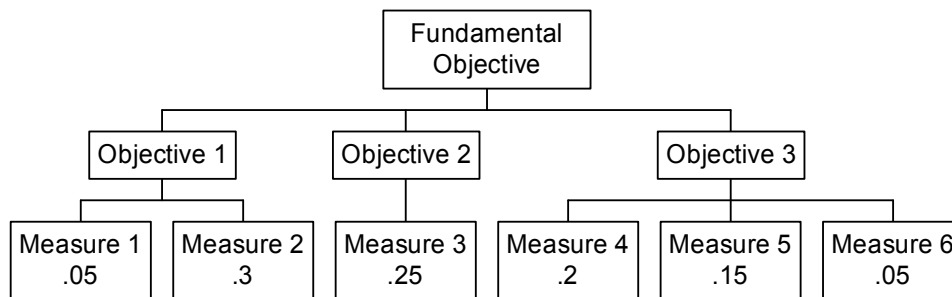 Fundamental
Objective
Objective 1
Objective 2
Objective 3
Measure 1
.05
Measure 2
.3
Measure 3
.25
Measure 4
.2
Measure 5
.15
Measure 6
.05